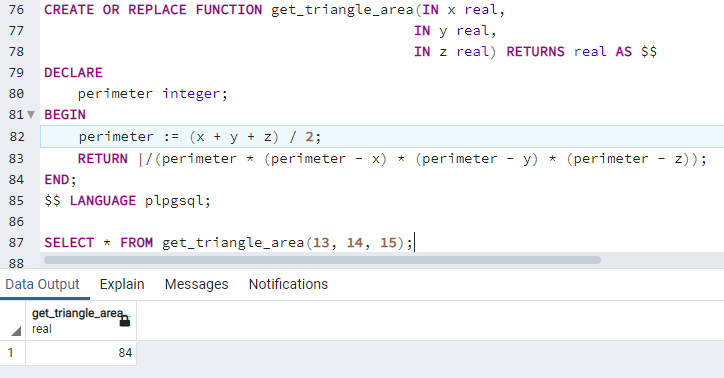 76 CREATE OR REPLACE FUNCTION get_triangle_area(IN x real,
77 IN y real,
78 IN z real) RETURNS real AS $$
79 DECLARE
80 perimeter integer;
81 BEGIN
82 perimeter := (x + y + z) / 2;
83 RETURN |/(perimeter * (perimeter - x) * (perimeter - y) * (perimeter - z));
84 END;
85 $$ LANGUAGE plpgsql;
86
87 SELECT * FROM get_triangle_area(13, 14, 15);
88
Data Output Explain Messages Notifications
get_triangle_area
real
1 84